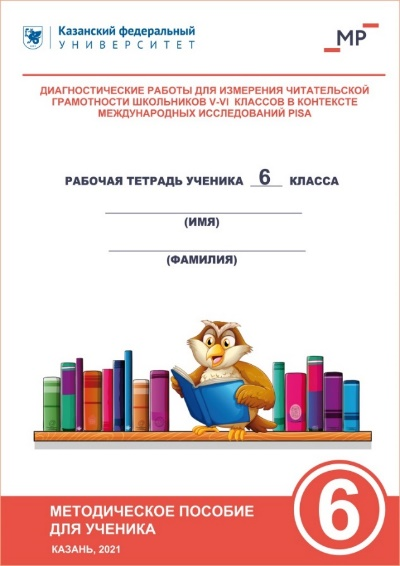 Казанский федеральный
УНИВЕРСИТЕТ
МР
ДИАГНОСТИЧЕСКИЕ РАБОТЫ ДЛЯ ИЗМЕРЕНИЯ ЧИТАТЕЛЬСКОЙ
ГРАМОТНОСТИ ШКОЛЬНИКОВ V-VI КЛАССОВ В КОНТЕКСТЕ
МЕЖДУНАРОДНЫХ ИССЛЕДОВАНИЙ PISA
РАБОЧАЯ ТЕТРАДЬ УЧЕНИКА 6 КЛАССА
(ИМЯ)
(ФАМИЛИЯ)
МЕТОДИЧЕСКОЕ ПОСОБИЕ
ДЛЯ УЧЕНИКА
КАЗАНЬ, 2021
6